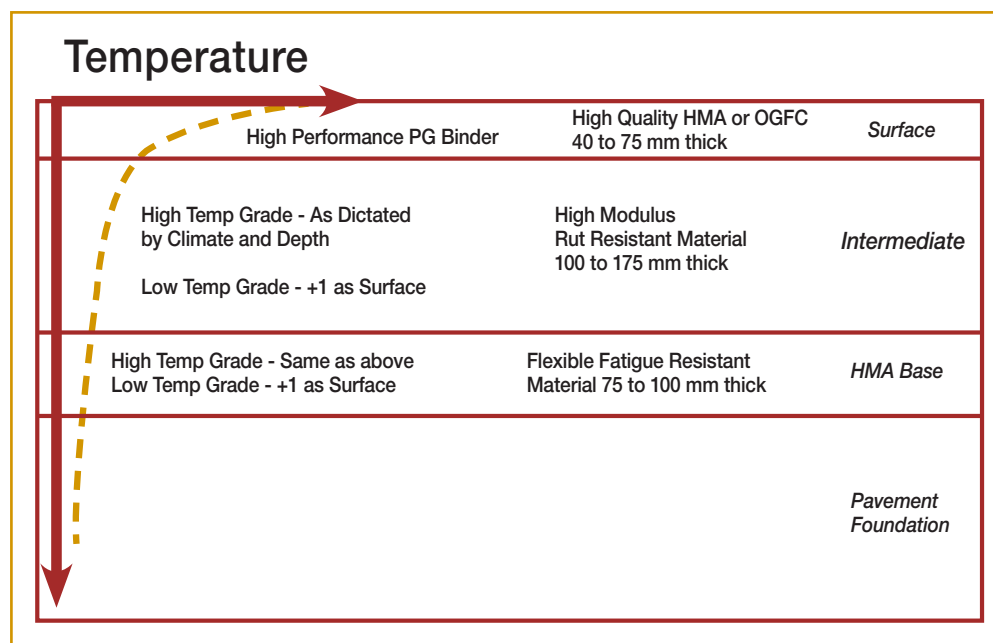 Temperature
High Performance PG Binder
High Quality HMA or OGFC
40 to 75 mm thick
Surface
High Temp Grade - As Dictated
by Climate and Depth
Low Temp Grade - +1 as Surface
High Modulus
Rut Resistant Material
100 to 175 mm thick
Intermediate
High Temp Grade - Same as above
Low Temp Grade - +1 as Surface
Flexible Fatigue Resistant
Material 75 to 100 mm thick
HMA Base
Pavement
Foundation